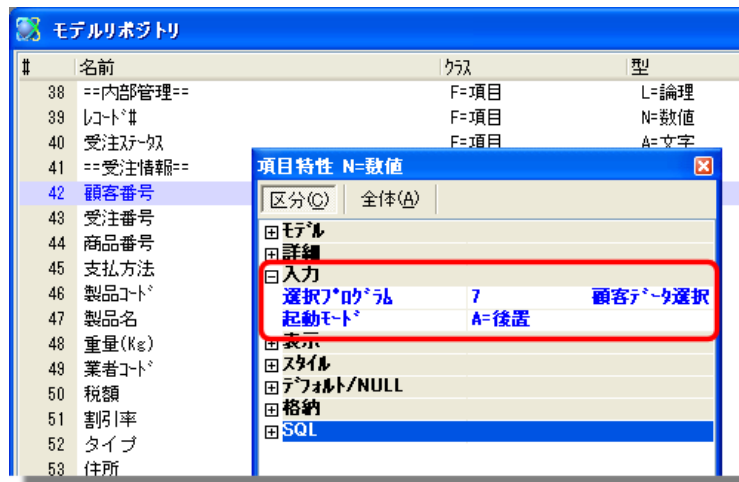 モデルリポジトリ
# 名前 ｸﾗｽ 型
38 ==内部管理== F=項目 L=論理
39 ﾚｺｰﾄﾞ# F=項目 N=数値
40 受注ｽﾃｰﾀｽ F=項目 A=文字
41 ==受注情報==
42 顧客番号
43 受注番号
44 商品番号
45 支払方法
46 製品ｺｰﾄﾞ
47 製品名
48 重量(Kg)
49 業者ｺｰﾄﾞ
50 税額
51 割引率
52 タイプ
53 住所
項目特性 N=数値
区分(C) 全体(A)
ﾓﾃﾞﾙ
詳細
入力
選択ﾌﾟﾛｸﾞﾗﾑ 7 顧客ﾃﾞｰﾀ選択
起動ﾓｰﾄﾞ A=後置
表示
ｽﾀｲﾙ
ﾃﾞﾌｫﾙﾄ/NULL
格納
SQL